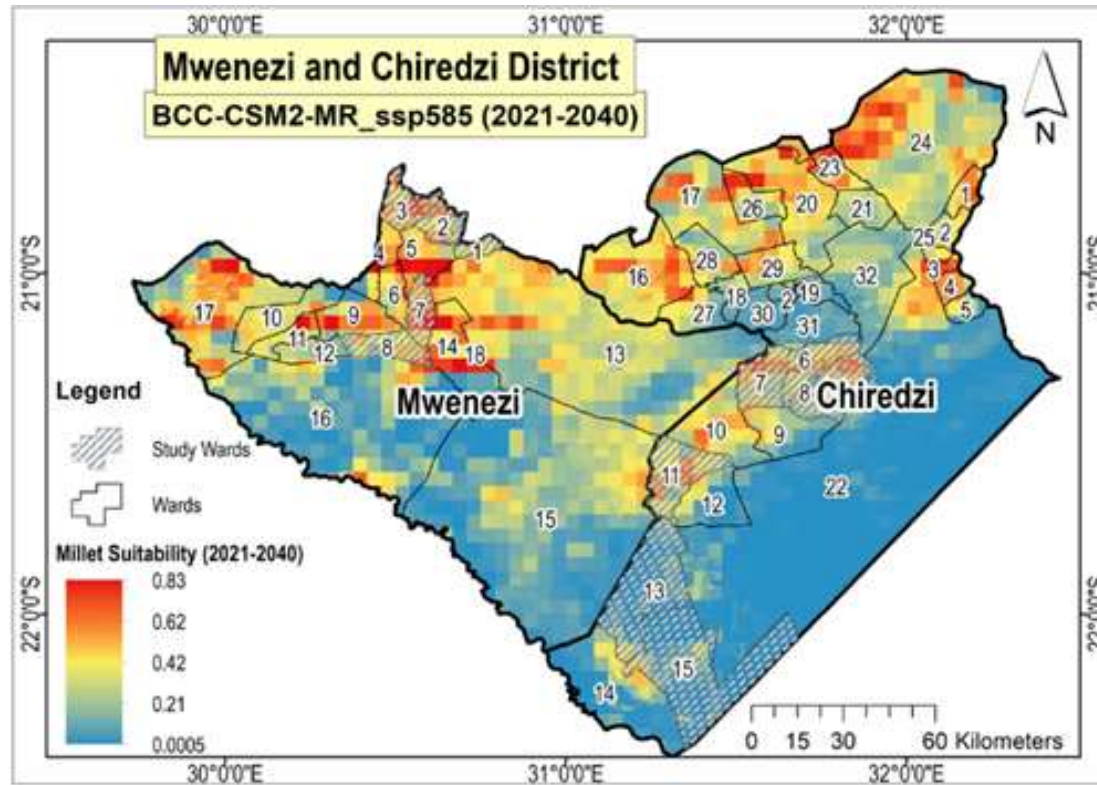 30°0'0"E 31°0'0"E 32°0'0"E
Mwenezi and Chiredzi District
BCC-CSM2-MR_ssp585 (2021-2040)
N
24
23
17 26 20 21 1
3 2 25 2
5 1
4 16 28 29 32 3
21°0'0"S 21°0'0"S
17 10 9 6 7 27 18 30 2 19 4 5
11 12 8 14 18 13 31
6
Legend
16 Mwenezi 7 8 Chiredzi
Study Wards
10 9
11 12 22
Wards
15
Millet Suitability (2021-2040)
0.83
0.62
0.42
0.21
0.0005
13
22°0'0"S 22°0'0"S
15
14
0 15 30 60 Kilometers
30°0'0"E 31°0'0"E 32°0'0"E